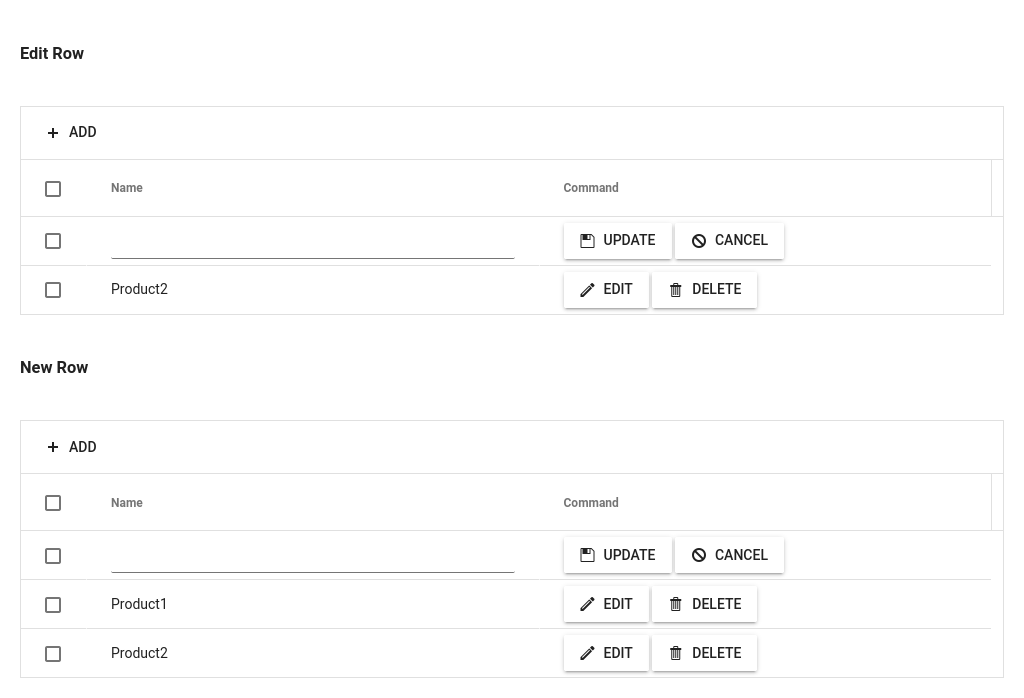 Edit Row
ADD
Name Command
UPDATE CANCEL
Product2 EDIT DELETE
New Row
ADD
Name Command
UPDATE CANCEL
Product1 EDIT DELETE
Product2 EDIT DELETE